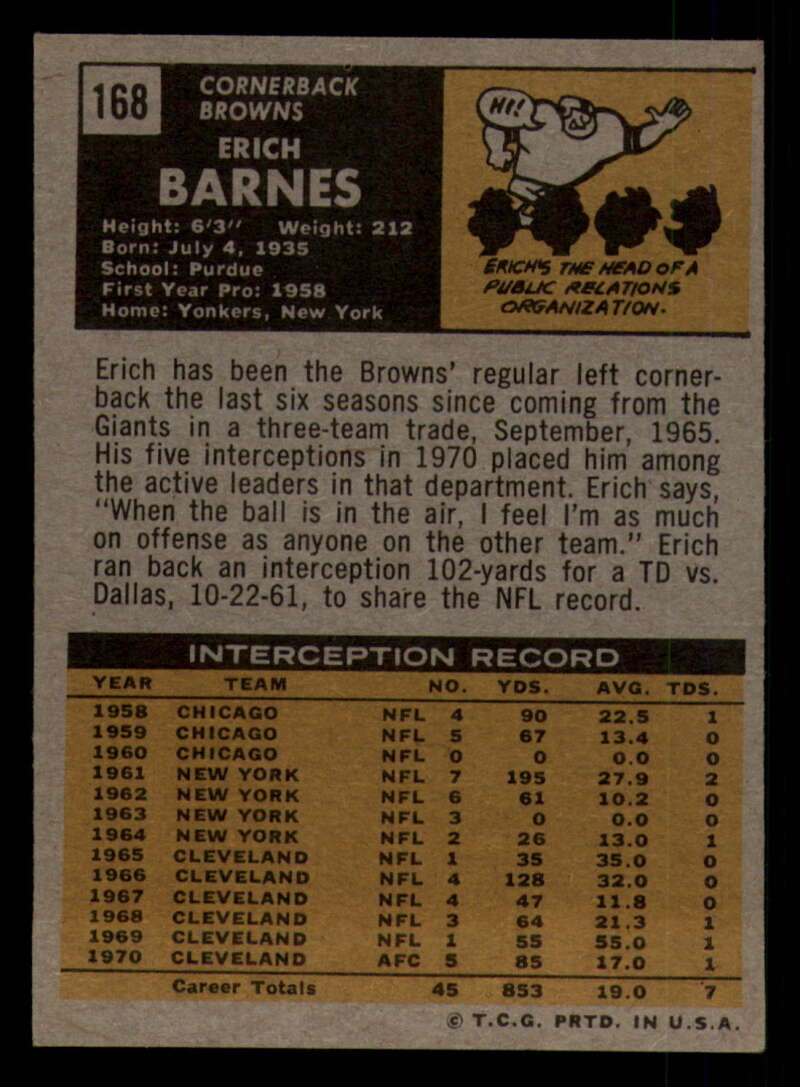 168
CORNERBACK
BROWNS
ERICH
BARNES
Height: 6'3" Weight: 212
Born: July 4, 1935
School: Purdue
First Year Pro: 1958
Home: Yonkers, New York
HI!
ERICH'S THE HEAD OF A
PUBLIC RELATIONS
ORGANIZATION.
Erich has been the Browns' regular left corner-
back the last six seasons since coming from the
Giants in a three-team trade, September, 1965.
His five interceptions in 1970 placed him among
the active leaders in that department. Erich says,
"When the ball is in the air, I feel I'm as much
on offense as anyone on the other team." Erich
ran back an interception 102-yards for a TD vs.
Dallas, 10-22-61, to share the NFL record.
INTERCEPTION RECORD
YEAR TEAM NO. YDS. AVG. TDS.
1958 CHICAGO NFL 4 90 22.5 1
1959 CHICAGO NFL 5 67 13.4 0
1960 CHICAGO NFL 0 0 0.0 0
1961 NEW YORK NFL 7 195 27.9 2
1962 NEW YORK NFL 6 61 10.2 0
1963 NEW YORK NFL 3 0 0.0 0
1964 NEW YORK NFL 2 26 13.0 1
1965 CLEVELAND NFL 1 35 35.0 0
1966 CLEVELAND NFL 4 128 32.0 0
1967 CLEVELAND NFL 4 47 11.8 0
1968 CLEVELAND NFL 3 64 21.3 1
1969 CLEVELAND NFL 1 55 55.0 1
1970 CLEVELAND AFC 5 85 17.0 1
Career Totals 45 853 19.0 7
© T.C.G. PRTD. IN U.S.A.